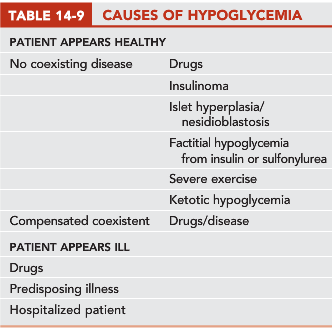 TABLE 14-9 CAUSES OF HYPOGLYCEMIA
PATIENT APPEARS HEALTHY
No coexisting disease Drugs
Insulinoma
Islet hyperplasia/
nesidioblastosis
Factitial hypoglycemia
from insulin or sulfonylurea
Severe exercise
Ketotic hypoglycemia
Compensated coexistent Drugs/disease
PATIENT APPEARS ILL
Drugs
Predisposing illness
Hospitalized patient